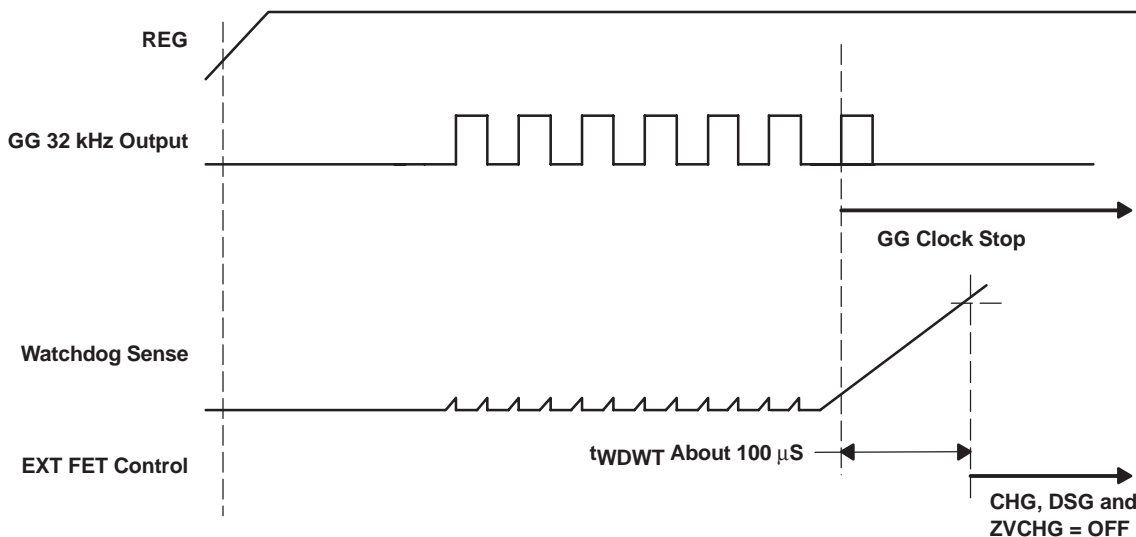 REG
GG 32 kHz Output
GG Clock Stop
Watchdog Sense
tWDWT About 100 μS
EXT FET Control
CHG, DSG and
ZVCHG = OFF